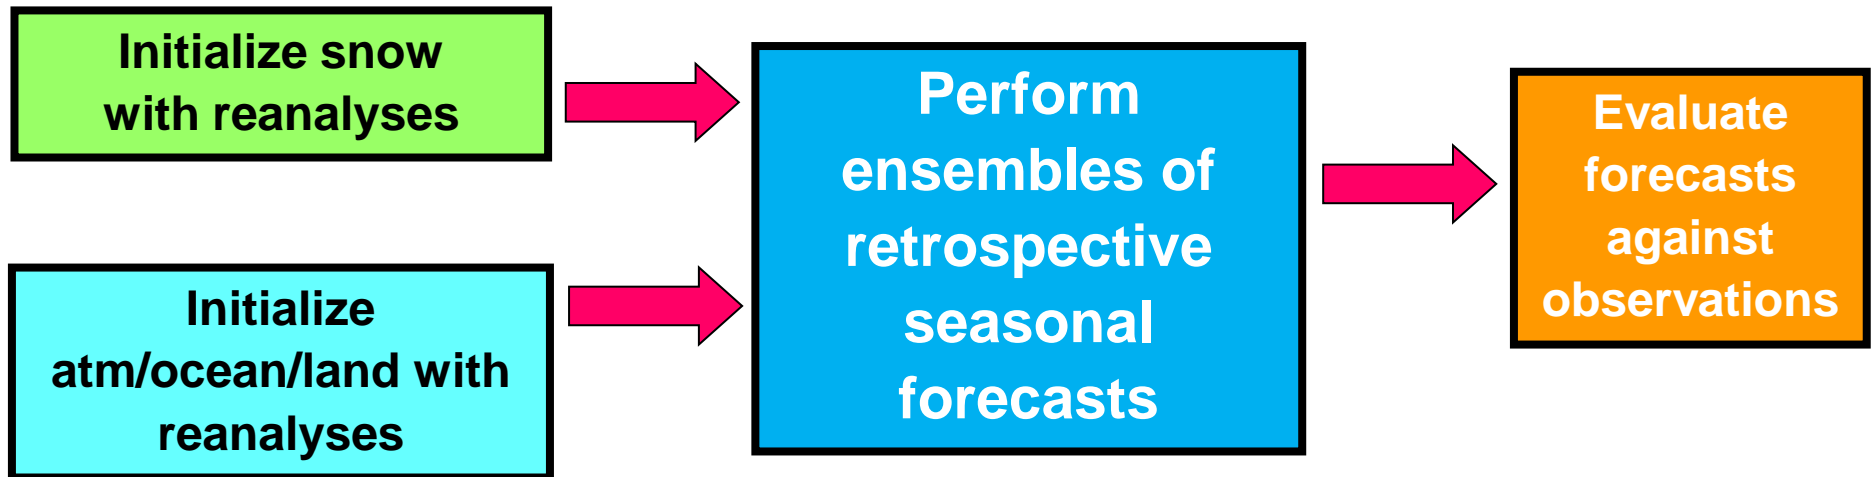 Initialize snow
with reanalyses
Initialize
atm/ocean/land with
reanalyses
Perform
ensembles of
retrospective
seasonal
forecasts
Evaluate
forecasts
against
observations